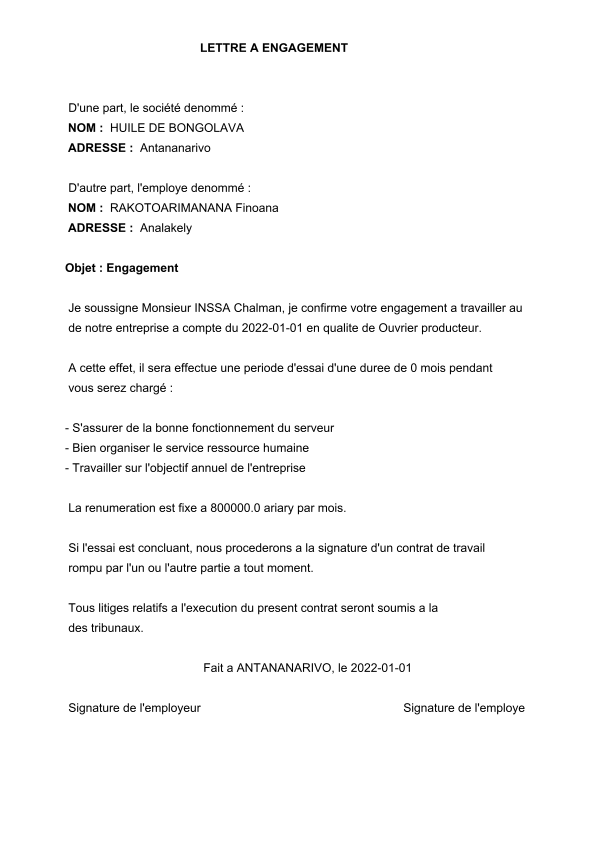 LETTRE A ENGAGEMENT
D'une part, le société denommé :
NOM : HUILE DE BONGOLAVA
ADRESSE : Antananarivo
D'autre part, l'employe denommé :
NOM : RAKOTOARIMANANA Finoana
ADRESSE : Analakely
Objet : Engagement
Je soussigne Monsieur INSSA Chalman, je confirme votre engagement a travailler au
de notre entreprise a compte du 2022-01-01 en qualite de Ouvrier producteur.
A cette effet, il sera effectue une periode d'essai d'une duree de 0 mois pendant
vous serez chargé :
- S'assurer de la bonne fonctionnement du serveur
- Bien organiser le service ressource humaine
- Travailler sur l'objectif annuel de l'entreprise
La renumeration est fixe a 800000.0 ariary par mois.
Si l'essai est concluant, nous procederons a la signature d'un contrat de travail
rompu par l'un ou l'autre partie a tout moment.
Tous litiges relatifs a l'execution du present contrat seront soumis a la
des tribunaux.
Fait a ANTANANARIVO, le 2022-01-01
Signature de l'employeur Signature de l'employe